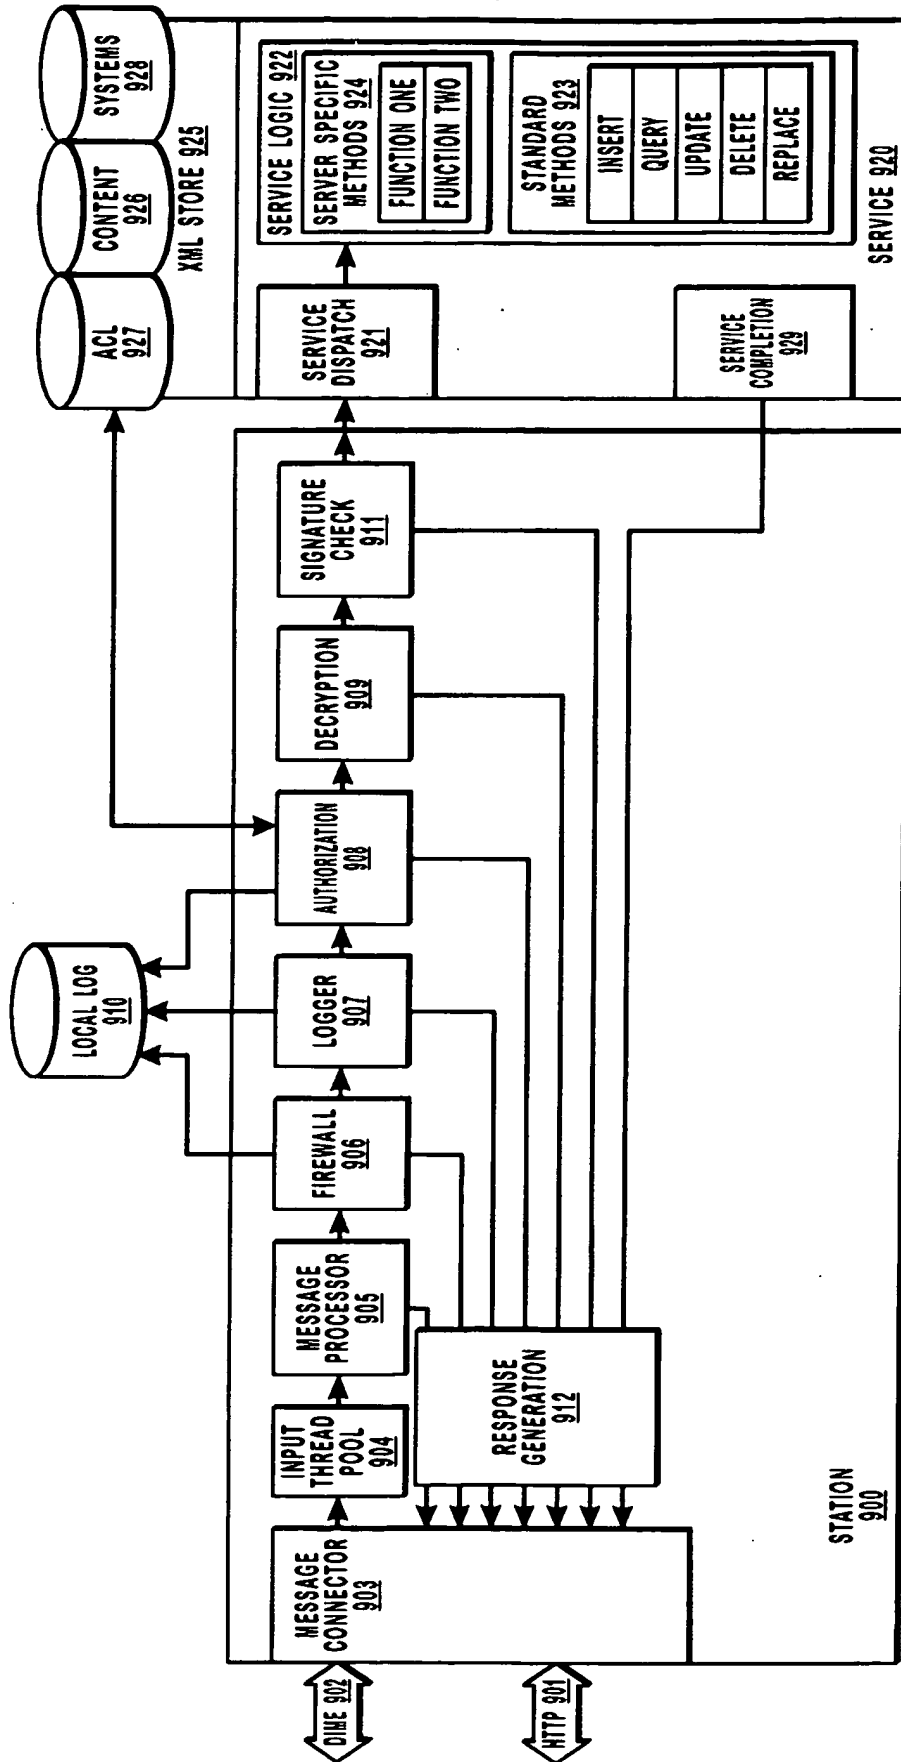 DIME 902
HTTP 901
MESSAGE
CONNECTOR
903
INPUT
THREAD
POOL
904
MESSAGE
PROCESSOR
905
FIREWALL
906
LOGGER
907
AUTHORIZATION
908
DECRYPTION
909
SIGNATURE
CHECK
911
LOCAL LOG
910
RESPONSE
GENERATION
912
STATION
900
ACL
927
CONTENT
926
SYSTEMS
928
XML STORE 925
SERVICE
DISPATCH
921
SERVICE LOGIC 922
SERVER SPECIFIC
METHODS 924
FUNCTION ONE
FUNCTION TWO
STANDARD
METHODS 923
INSERT
QUERY
UPDATE
DELETE
REPLACE
SERVICE
COMPLETION
929
SERVICE 920